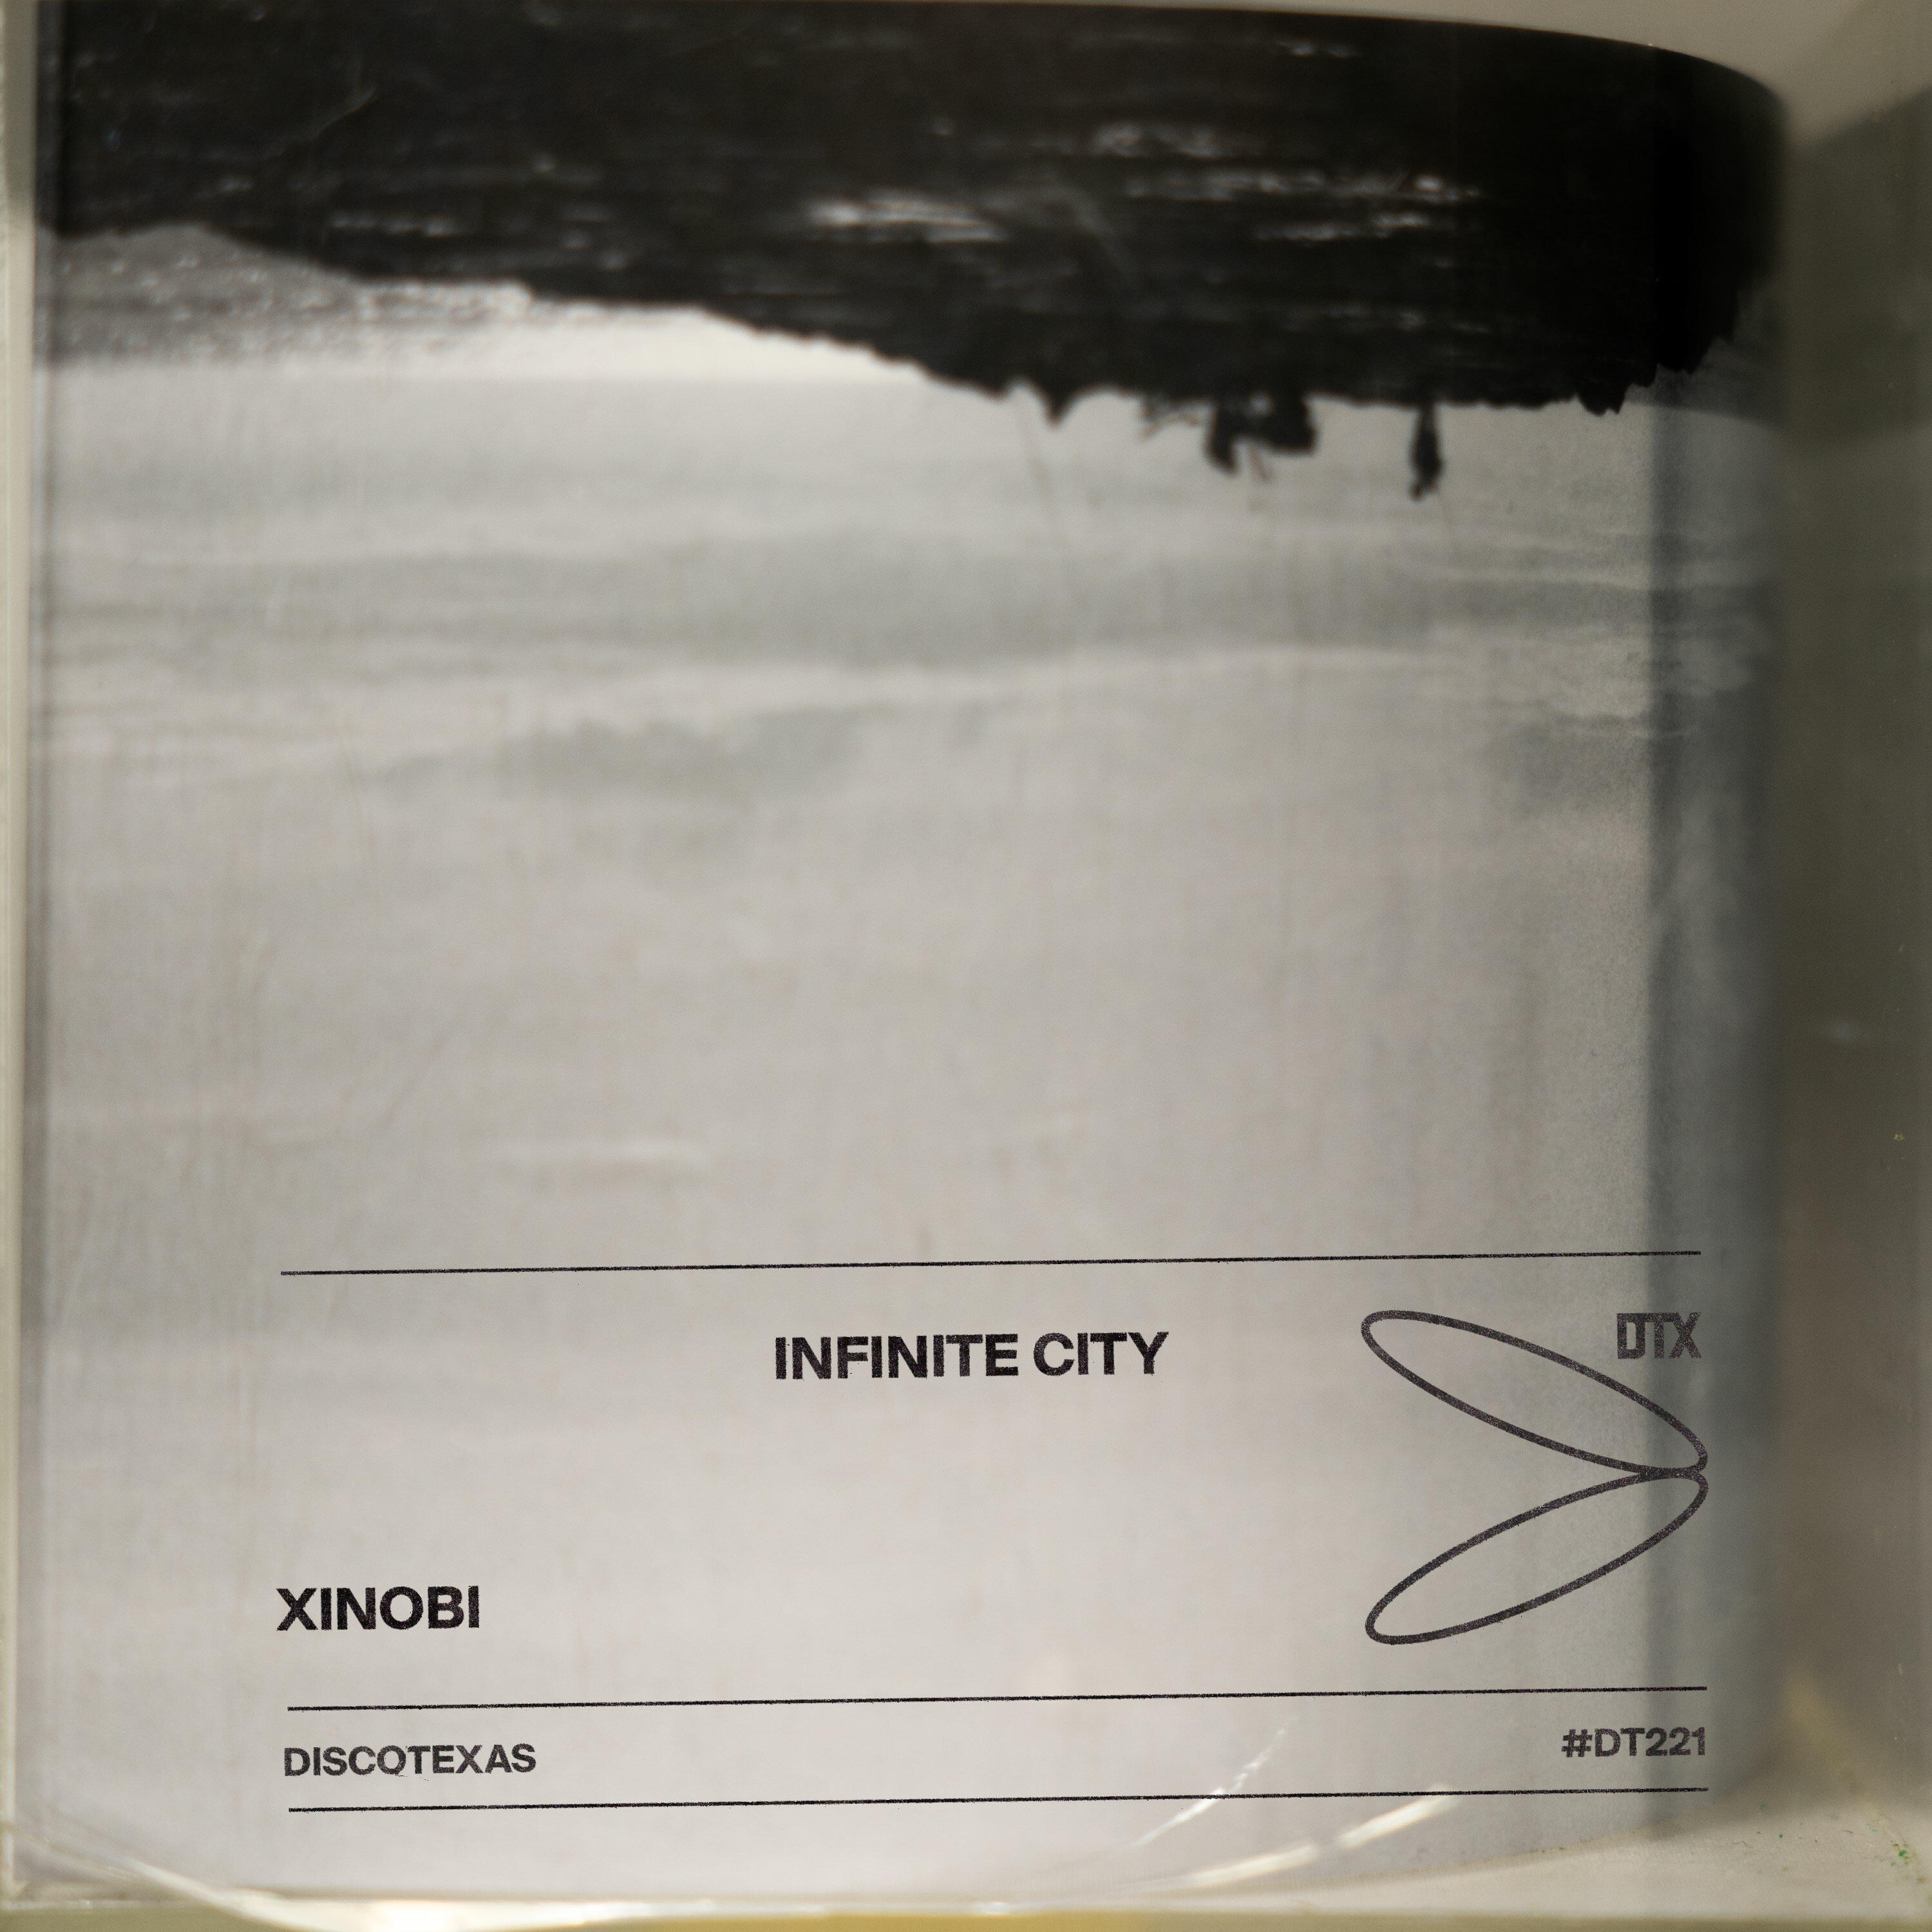 INFINITE CITY
DTX
XINOBI
DISCOTEXAS
#DT221